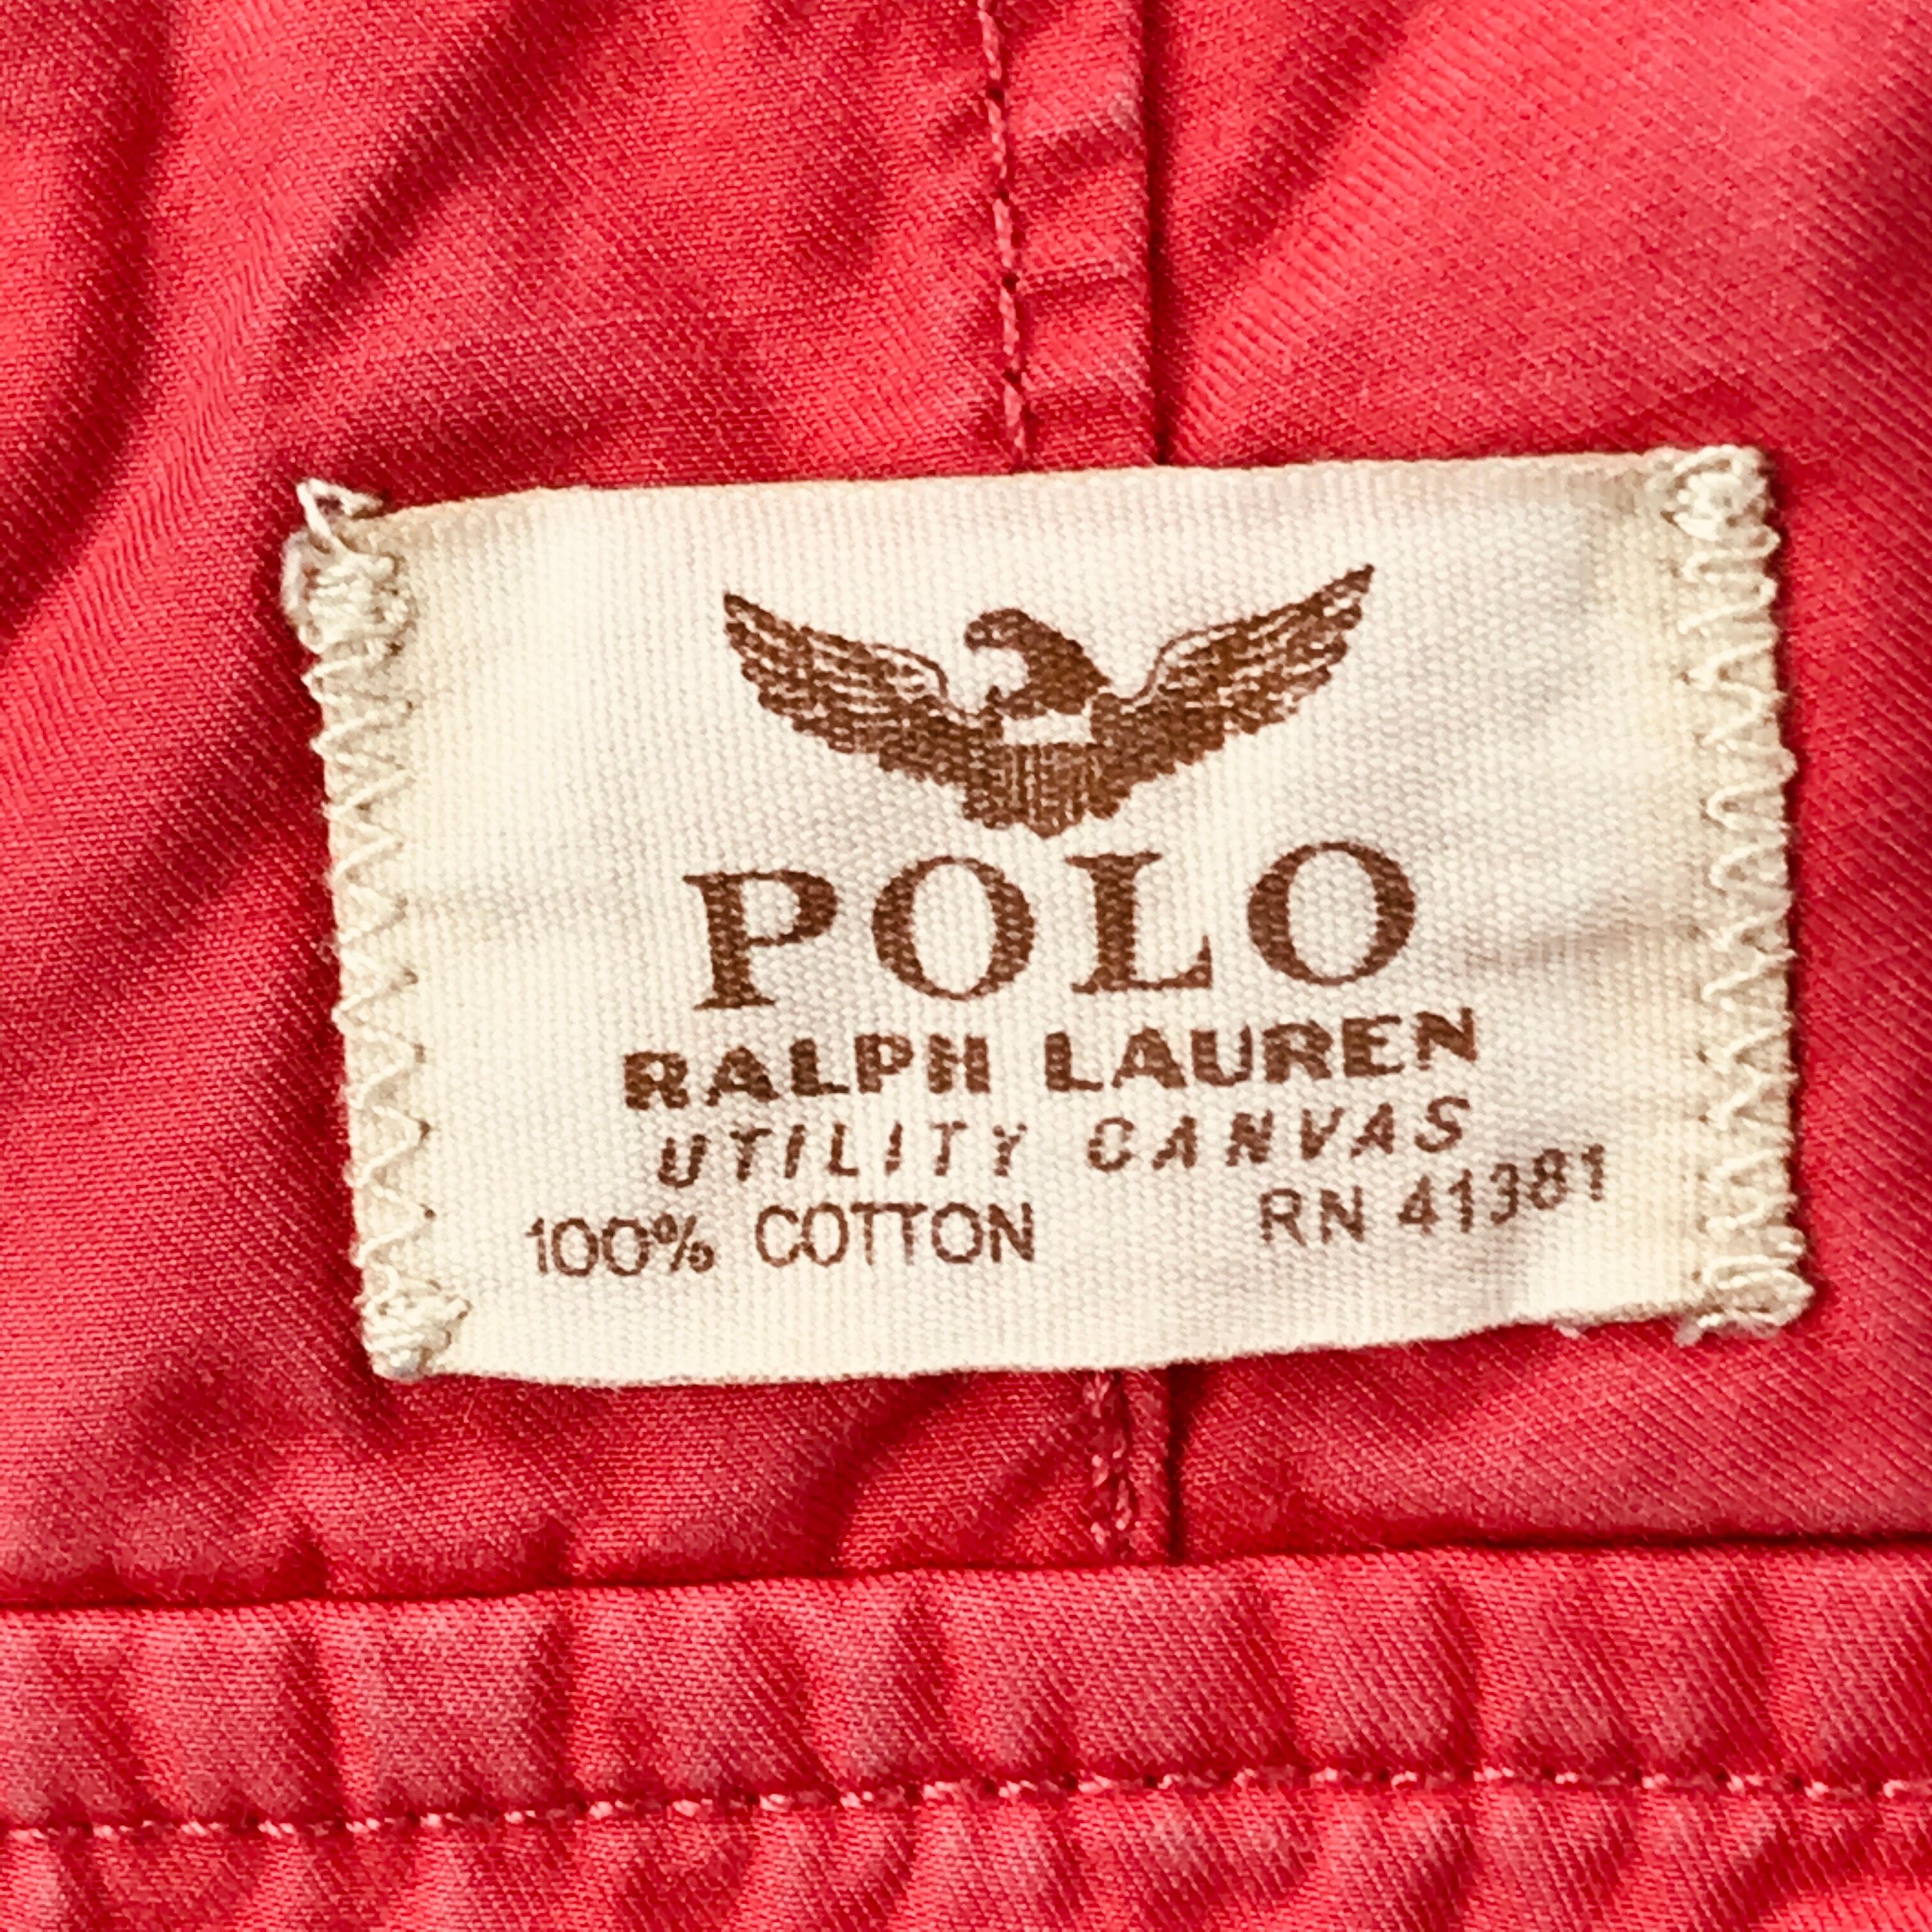 POLO
RALPH LAUREN
UTILITY CANVAS
100% COTTON RN 41381